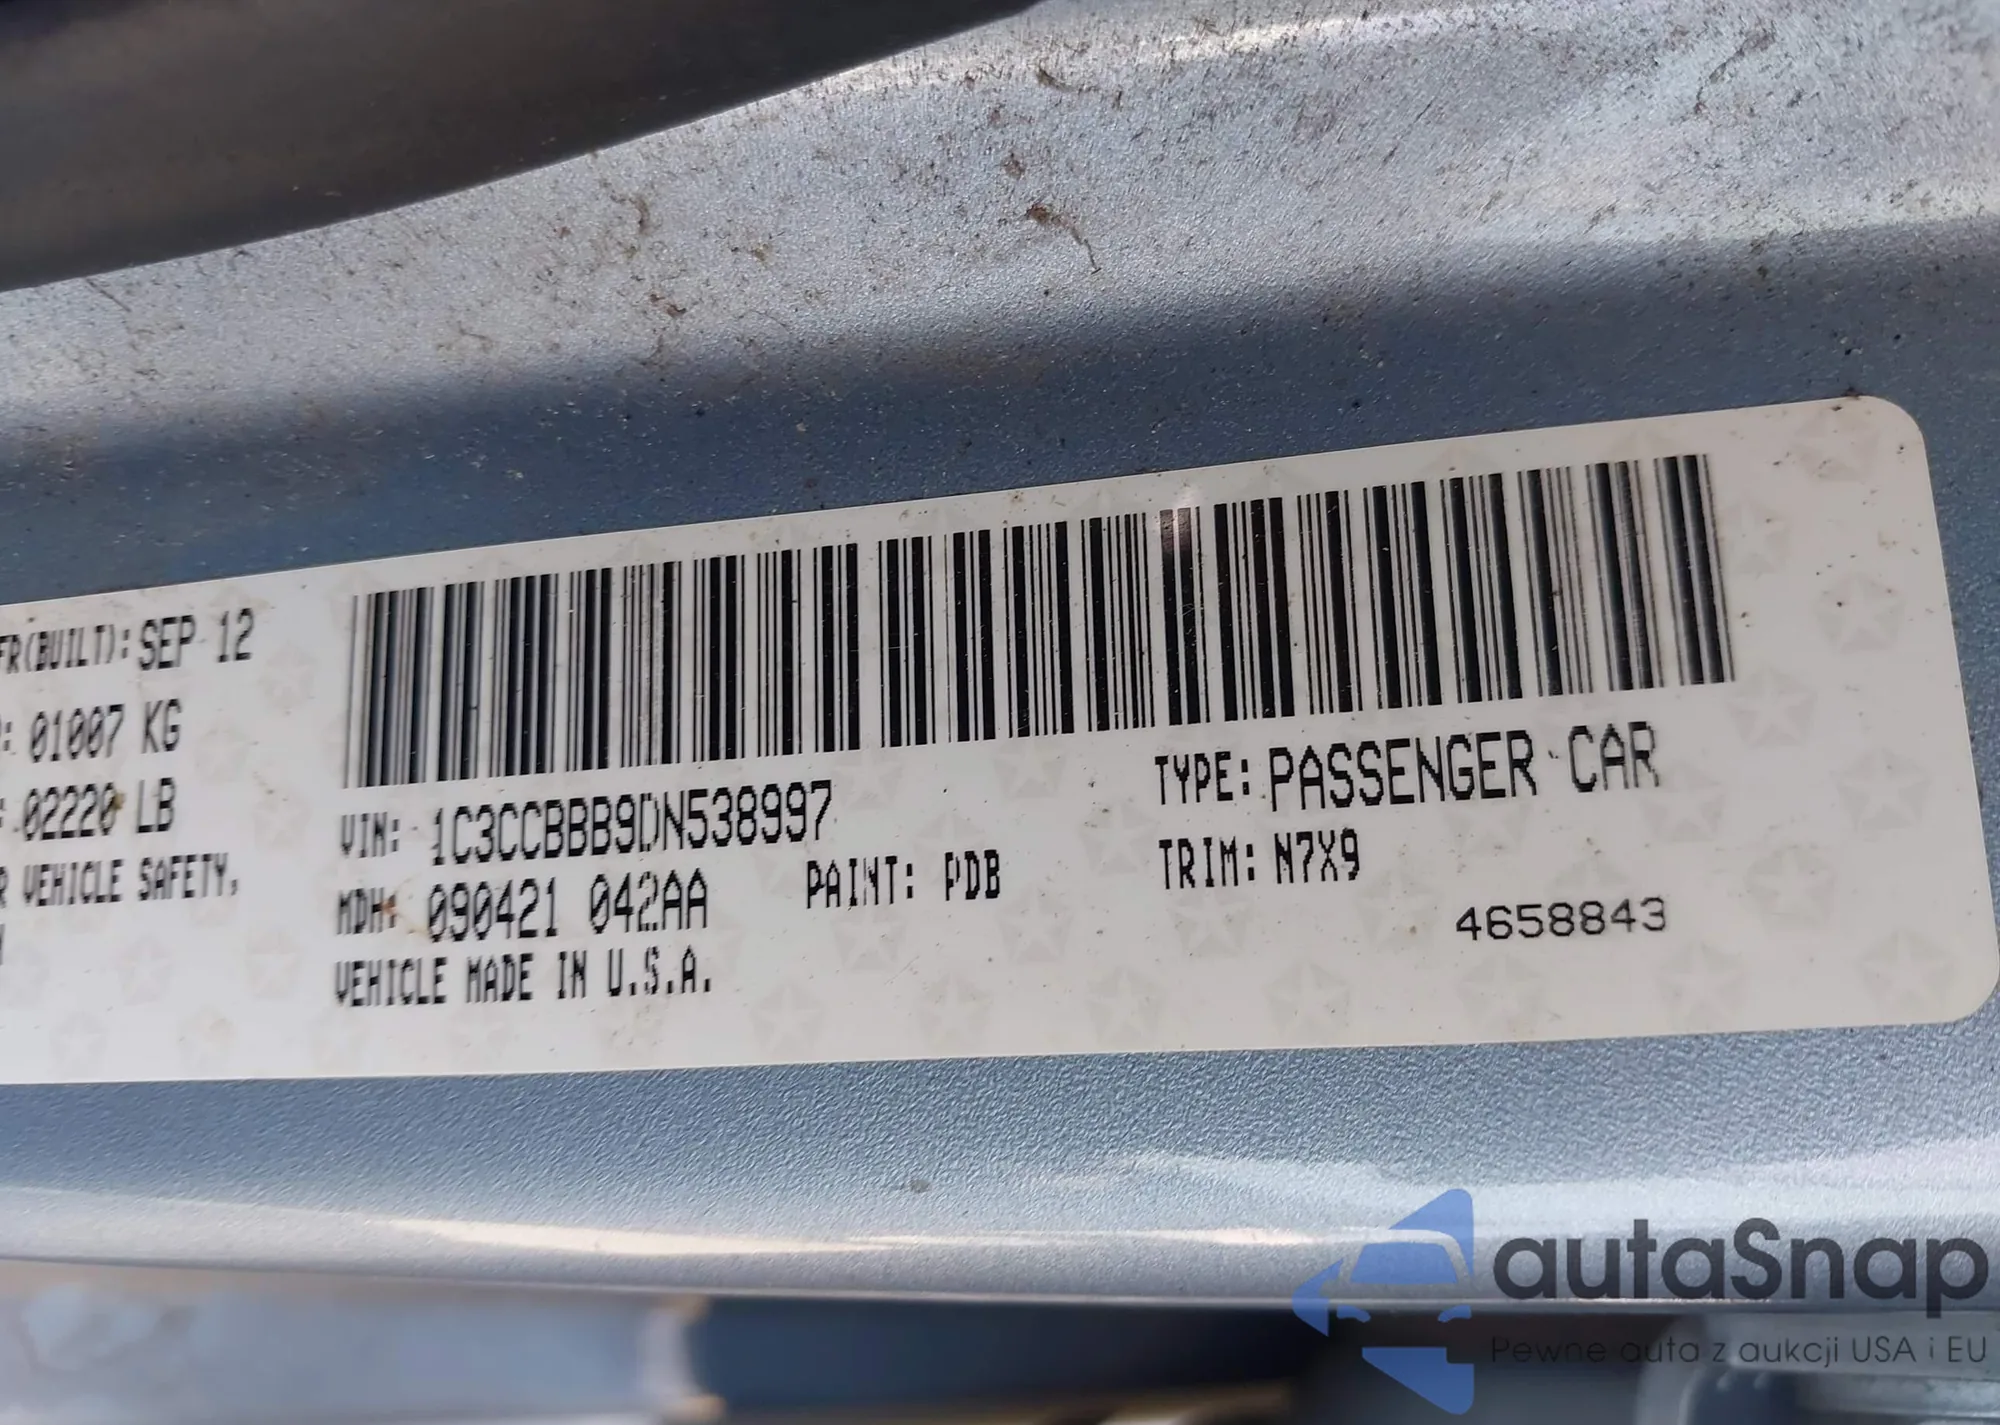 FR(BUILT): SEP 12
: 01007 KG
: 02220 LB
R VEHICLE SAFETY,
VIN: 1C3CCBBB9DN538997
TYPE: PASSENGER CAR
MDH: 090421 042AA
PAINT: PDB
TRIM: N7X9
VEHICLE MADE IN U.S.A.
4658843
autaSnap
Pewne auta z aukcji USA i EU